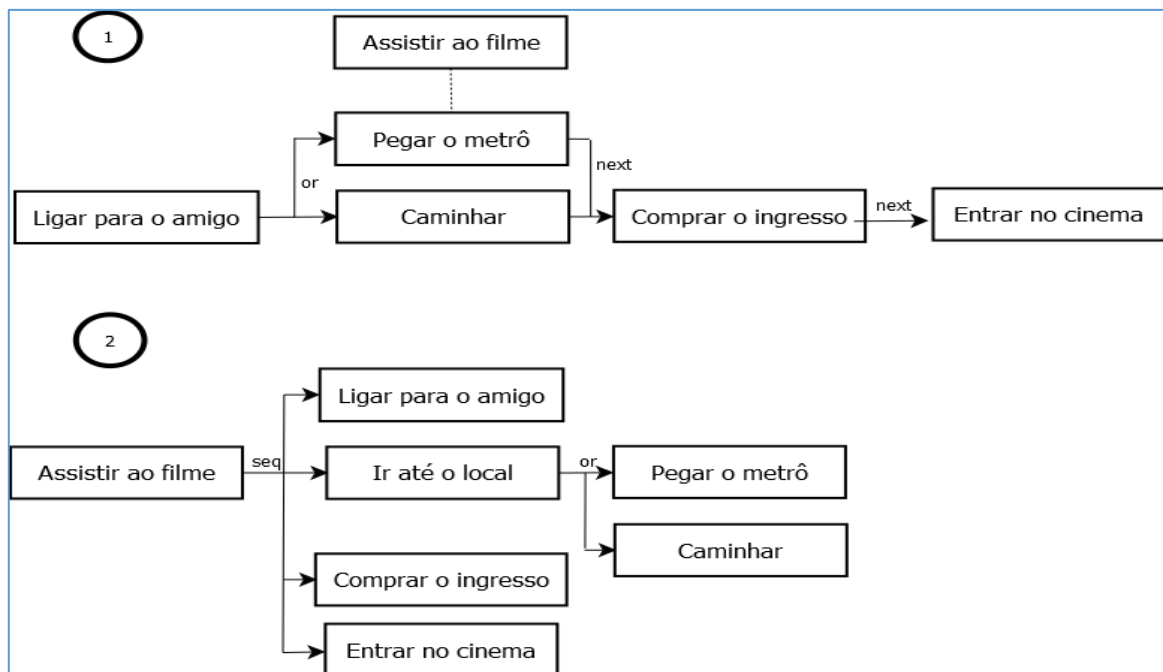 1
Assistir ao filme
Pegar o metrô
next
or
Ligar para o amigo
Caminhar
Comprar o ingresso
next
Entrar no cinema
2
Ligar para o amigo
Assistir ao filme
seq
Ir até o local
or
Pegar o metrô
Caminhar
Comprar o ingresso
Entrar no cinema